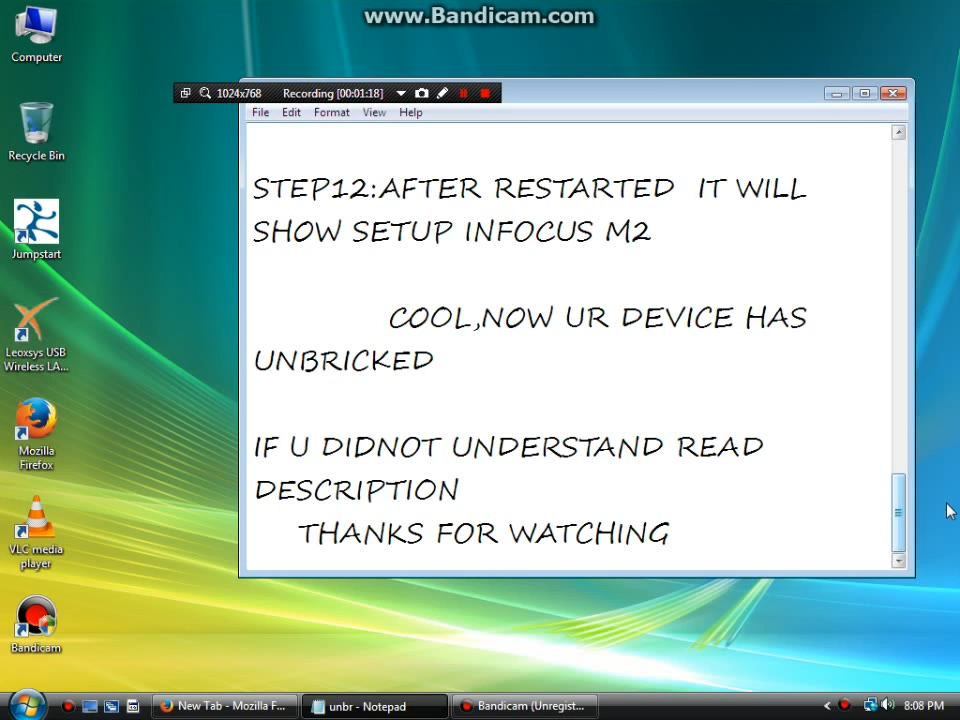 www.Bandicam.com
Computer
Recycle Bin
Jumpstart
Leoxsys USB
Wireless LA...
Mozilla
Firefox
VLC media
player
Bandicam
1024x768 Recording [00:01:18]
File Edit Format View Help
STEP12:AFTER RESTARTED IT WILL
SHOW SETUP INFOCUS M2
COOL,NOW UR DEVICE HAS
UNBRICKED
IF U DIDNOT UNDERSTAND READ
DESCRIPTION
THANKS FOR WATCHING
New Tab - Mozilla F... unbr - Notepad Bandicam (Unregist... 8:08 PM